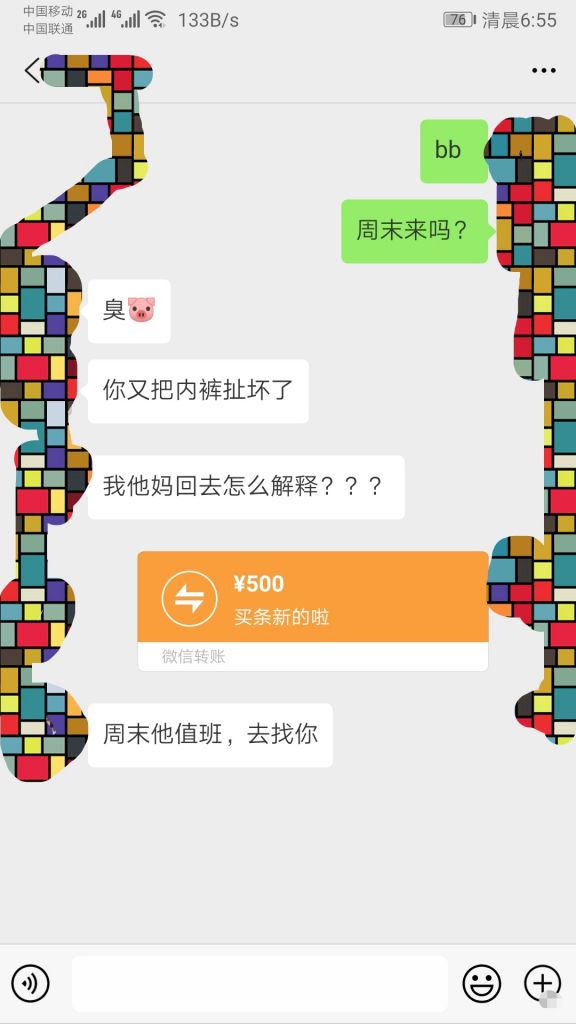 中国移动 2G 4G 133B/s 76 清晨6:55
中国联通
bb
周末来吗？
臭🐷
你又把内裤扯坏了
我他妈回去怎么解释？？？
¥500
买条新的啦
微信转账
周末他值班，去找你